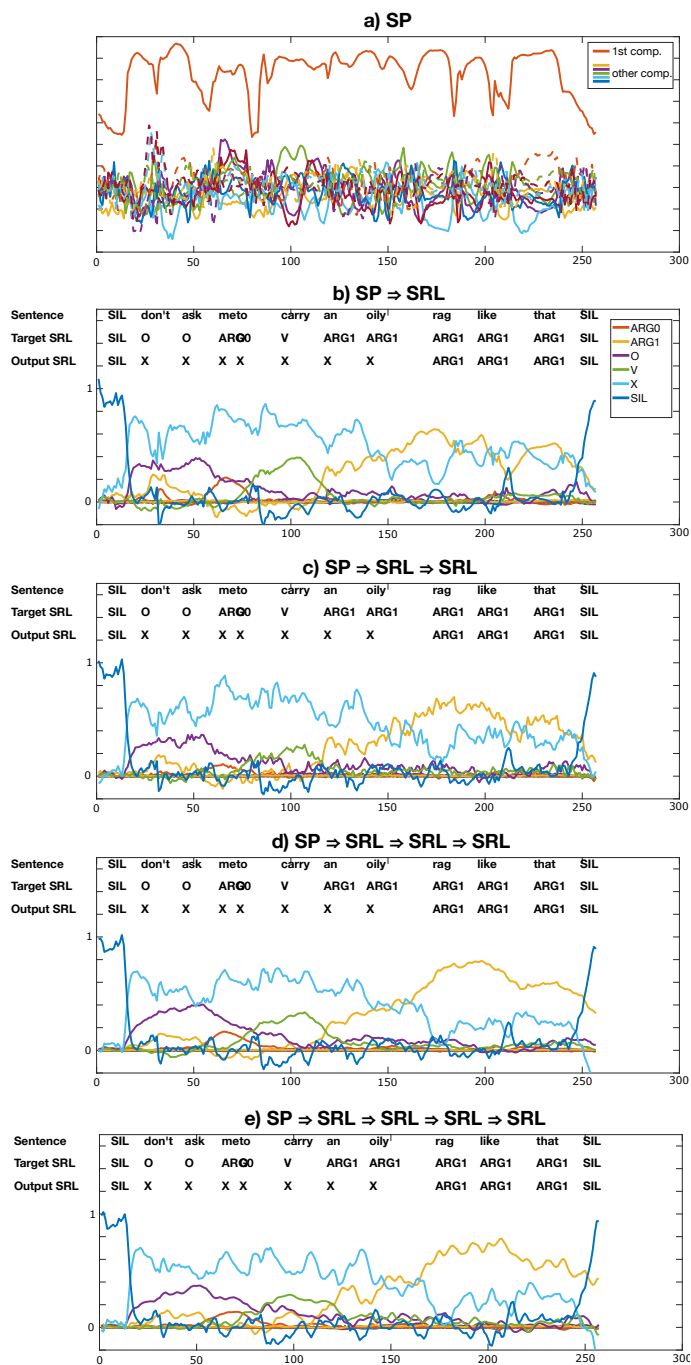 a) SP
1st comp.
other comp.
0 50 100 150 200 250 300
b) SP ⇒ SRL
Sentence SIL don't ask meto carry an oily rag like that SIL
Target SRL SIL O O ARG0 V ARG1 ARG1 ARG1 ARG1 ARG1 SIL
Output SRL SIL X X X X X X X ARG1 ARG1 ARG1 SIL
ARG0
ARG1
O
V
X
SIL
1
0
0 50 100 150 200 250 300
c) SP ⇒ SRL ⇒ SRL
Sentence SIL don't ask meto carry an oily rag like that SIL
Target SRL SIL O O ARG0 V ARG1 ARG1 ARG1 ARG1 ARG1 SIL
Output SRL SIL X X X X X X X ARG1 ARG1 ARG1 SIL
1
0
0 50 100 150 200 250 300
d) SP ⇒ SRL ⇒ SRL ⇒ SRL
Sentence SIL don't ask meto carry an oily rag like that SIL
Target SRL SIL O O ARG0 V ARG1 ARG1 ARG1 ARG1 ARG1 SIL
Output SRL SIL X X X X X X X ARG1 ARG1 ARG1 SIL
1
0
0 50 100 150 200 250 300
e) SP ⇒ SRL ⇒ SRL ⇒ SRL ⇒ SRL
Sentence SIL don't ask meto carry an oily rag like that SIL
Target SRL SIL O O ARG0 V ARG1 ARG1 ARG1 ARG1 ARG1 SIL
Output SRL SIL X X X X X X X ARG1 ARG1 ARG1 SIL
1
0
0 50 100 150 200 250 300